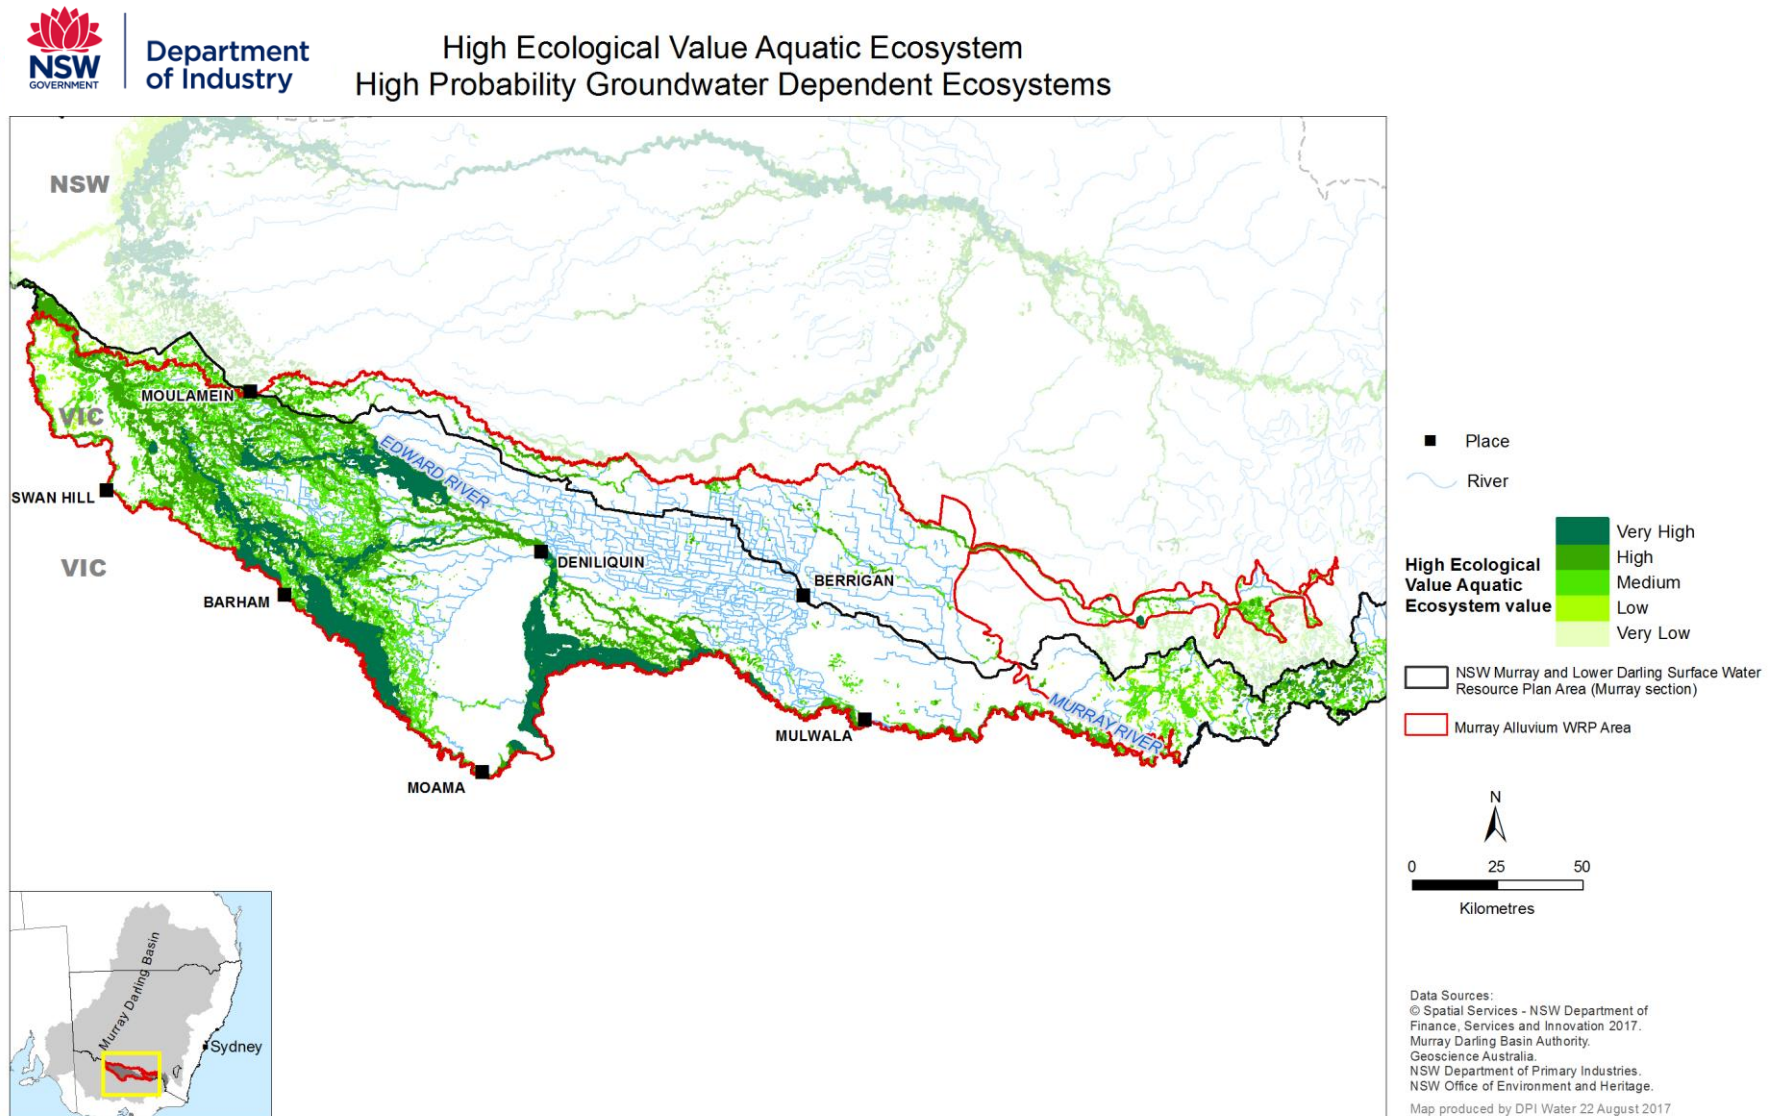 NSW
GOVERNMENT
Department
of Industry
High Ecological Value Aquatic Ecosystem
High Probability Groundwater Dependent Ecosystems
NSW
MOULAMEIN
VIC
EDWARD RIVER
SWAN HILL
VIC
DENILIQUIN
BERRIGAN
BARHAM
MURRAY RIVER
MULWALA
MOAMA
Place
River
High Ecological
Value Aquatic
Ecosystem value
Very High
High
Medium
Low
Very Low
NSW Murray and Lower Darling Surface Water
Resource Plan Area (Murray section)
Murray Alluvium WRP Area
N
0 25 50
Kilometres
Murray Darling Basin
Sydney
Data Sources:
© Spatial Services - NSW Department of
Finance, Services and Innovation 2017.
Murray Darling Basin Authority.
Geoscience Australia.
NSW Department of Primary Industries.
NSW Office of Environment and Heritage.
Map produced by DPI Water 22 August 2017